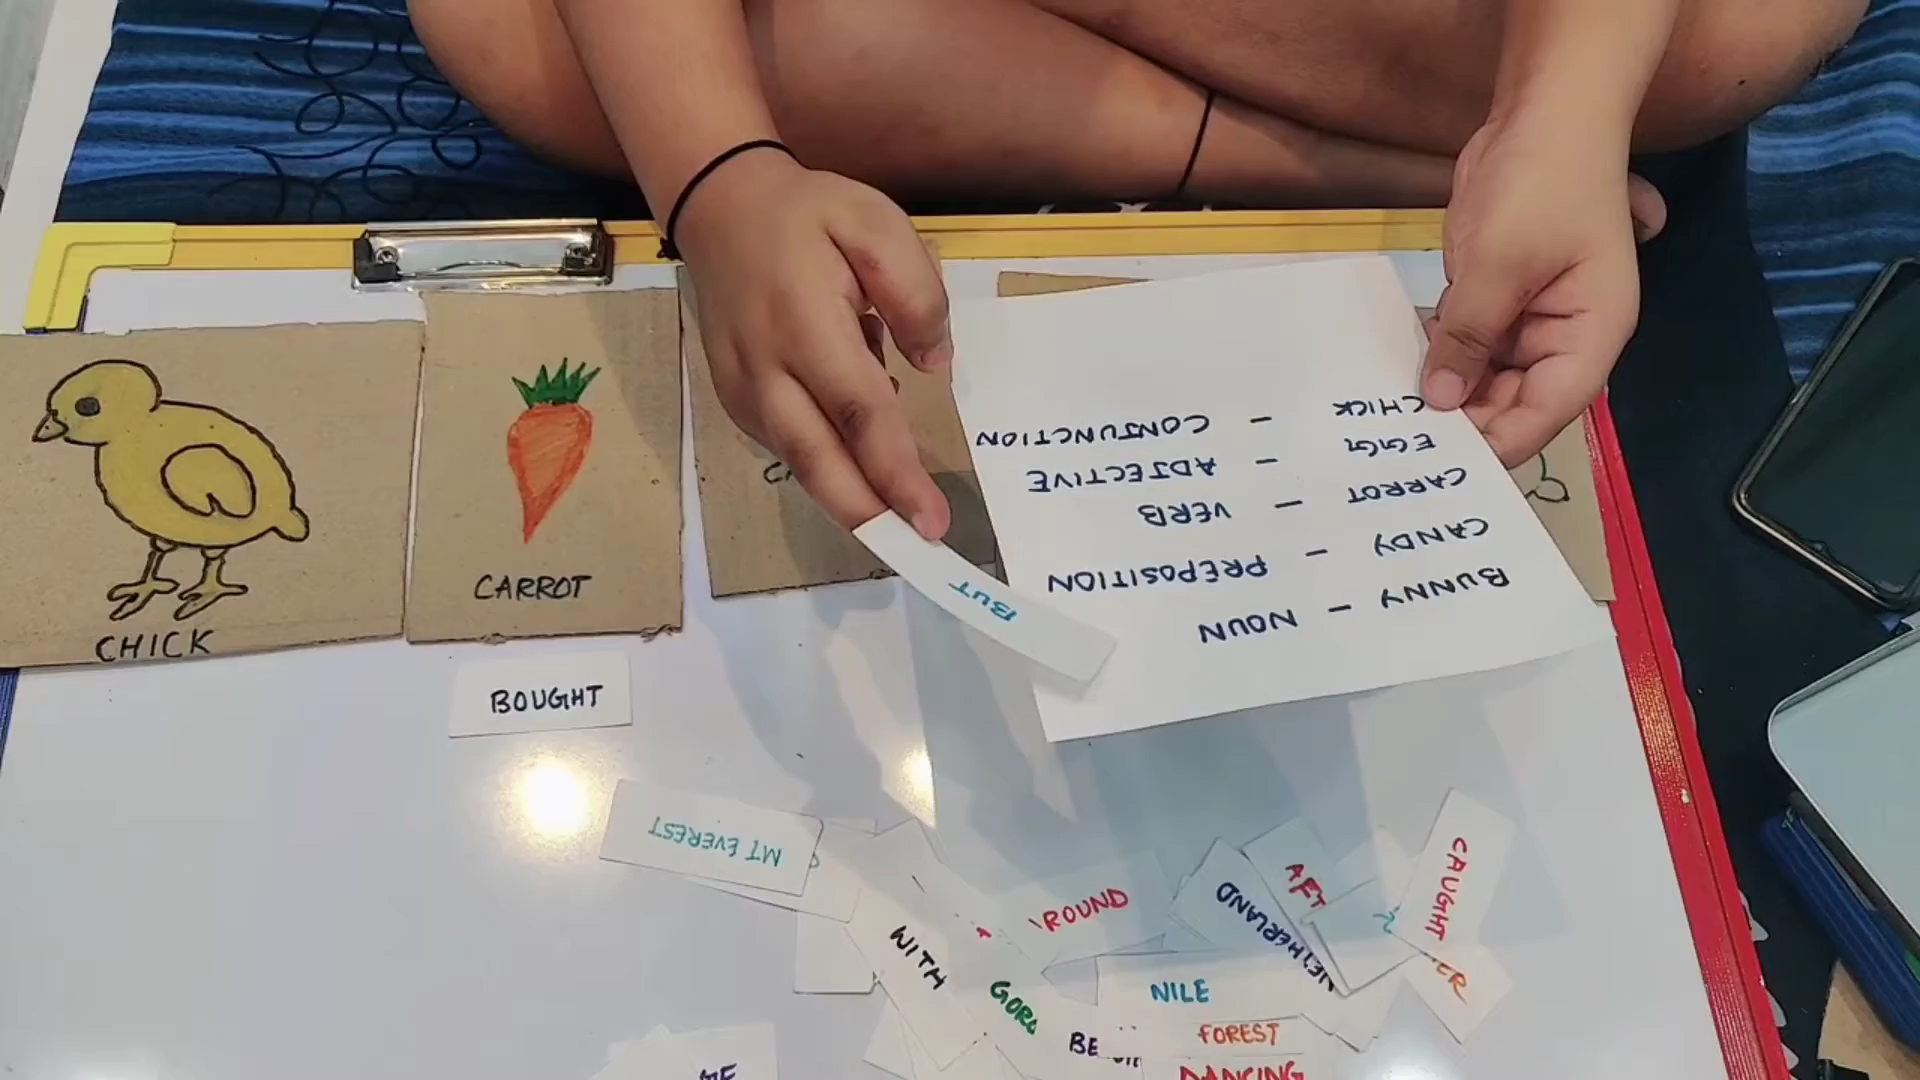 CHICK
CARROT
BOUGHT
BUT
BUNNY - NOUN
CANDY - PREPOSITION
CARROT - VERB
EGG - ADJECTIVE
CHICK - CONJUNCTION
MT EVEREST
WITH
ROUND
NILE
FOREST
DANCING
CAUGHT